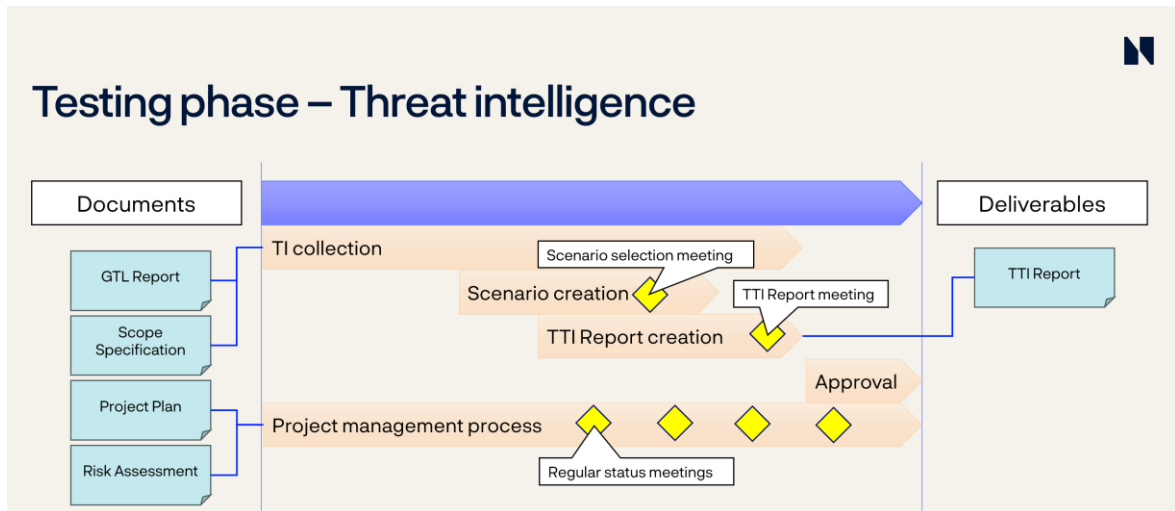 Testing phase – Threat intelligence
Documents
Deliverables
TI collection
Scenario selection meeting
GTL Report
TTI Report
Scenario creation
TTI Report meeting
Scope
Specification
TTI Report creation
Approval
Project Plan
Project management process
Risk Assessment
Regular status meetings